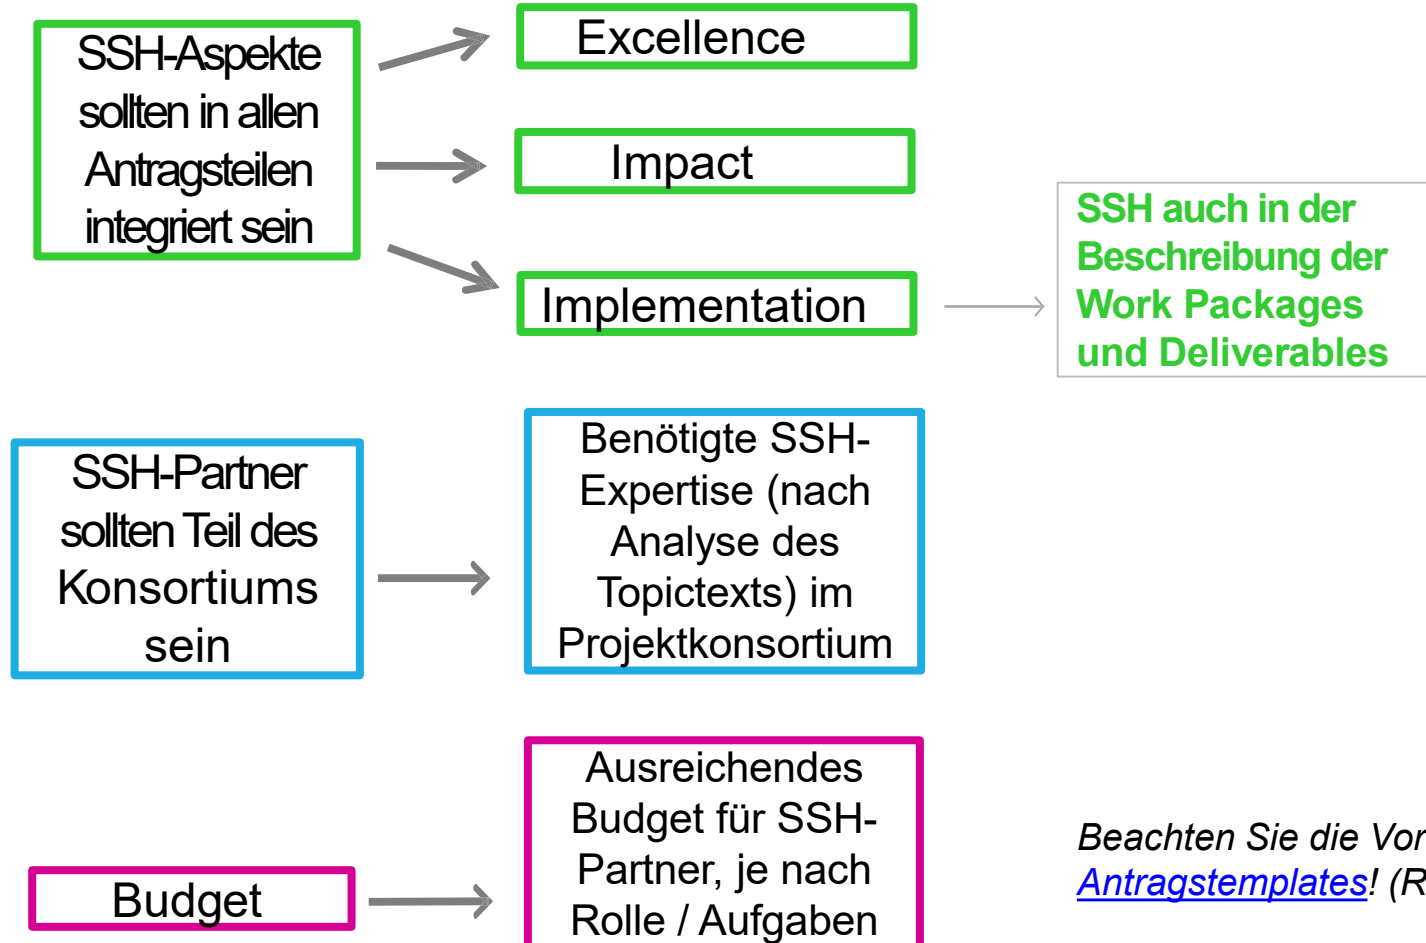 SSH-Aspekte
sollten in allen
Antragsteilen
integriert sein
Excellence
Impact
Implementation
SSH auch in der
Beschreibung der
Work Packages
und Deliverables
SSH-Partner
sollten Teil des
Konsortiums
sein
Benötigte SSH-
Expertise (nach
Analyse des
Topictexts) im
Projektkonsortium
Budget
Ausreichendes
Budget für SSH-
Partner, je nach
Rolle / Aufgaben
Beachten Sie die
Antragstemplates!